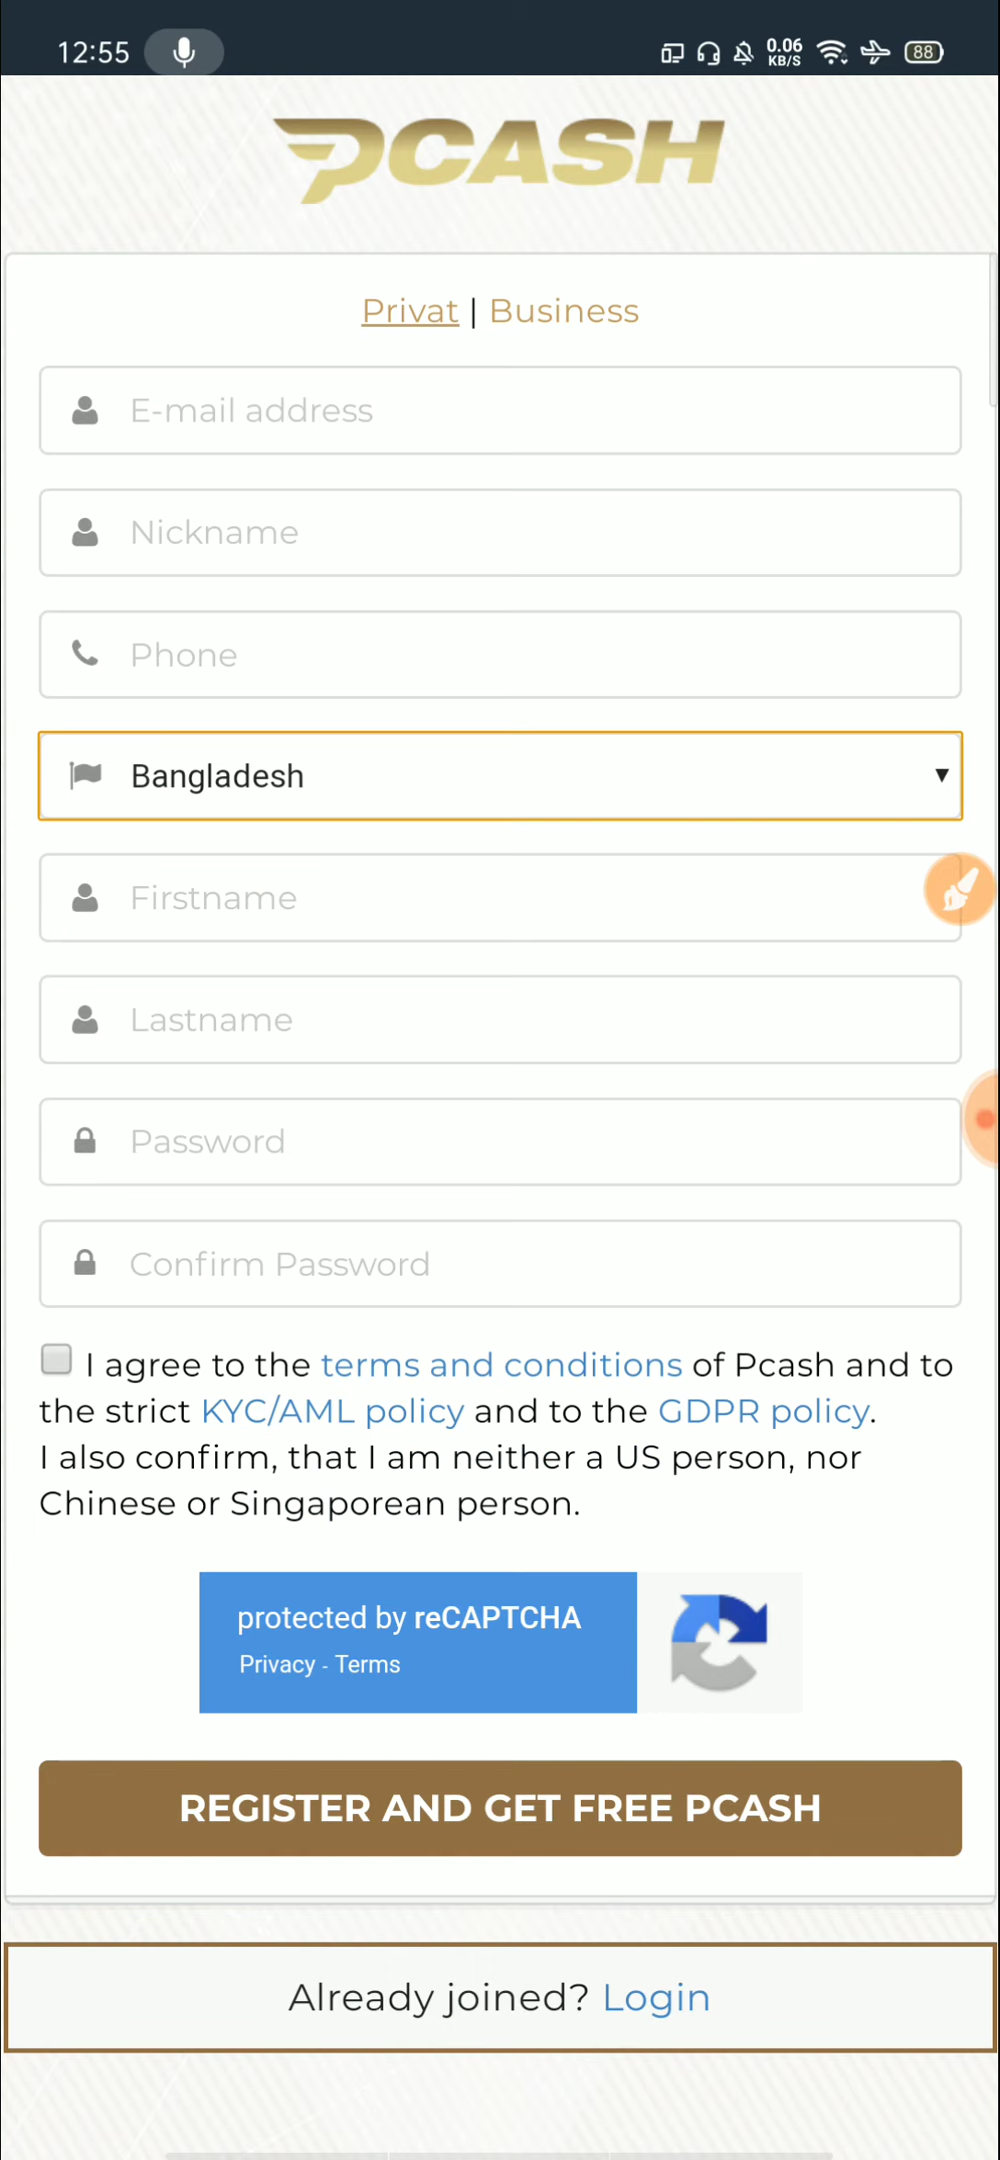 12:55
0.06
KB/S
88
PCASH
Privat | Business
E-mail address
Nickname
Phone
Bangladesh
Firstname
Lastname
Password
Confirm Password
I agree to the terms and conditions of Pcash and to
the strict KYC/AML policy and to the GDPR policy.
I also confirm, that I am neither a US person, nor
Chinese or Singaporean person.
protected by reCAPTCHA
Privacy - Terms
REGISTER AND GET FREE PCASH
Already joined? Login